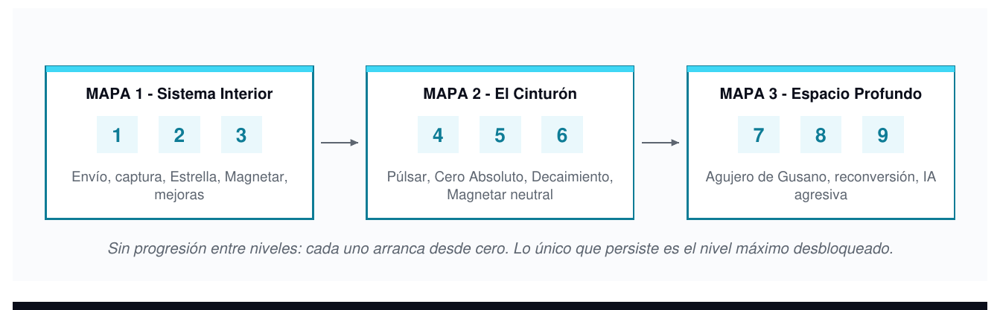 MAPA 1 - Sistema Interior
1 2 3
Envío, captura, Estrella, Magnetar,
mejoras
MAPA 2 - El Cinturón
4 5 6
Púlsar, Cero Absoluto, Decaimiento,
Magnetar neutral
MAPA 3 - Espacio Profundo
7 8 9
Agujero de Gusano, reconversión, IA
agresiva
Sin progresión entre niveles: cada uno arranca desde cero. Lo único que persiste es el nivel máximo desbloqueado.